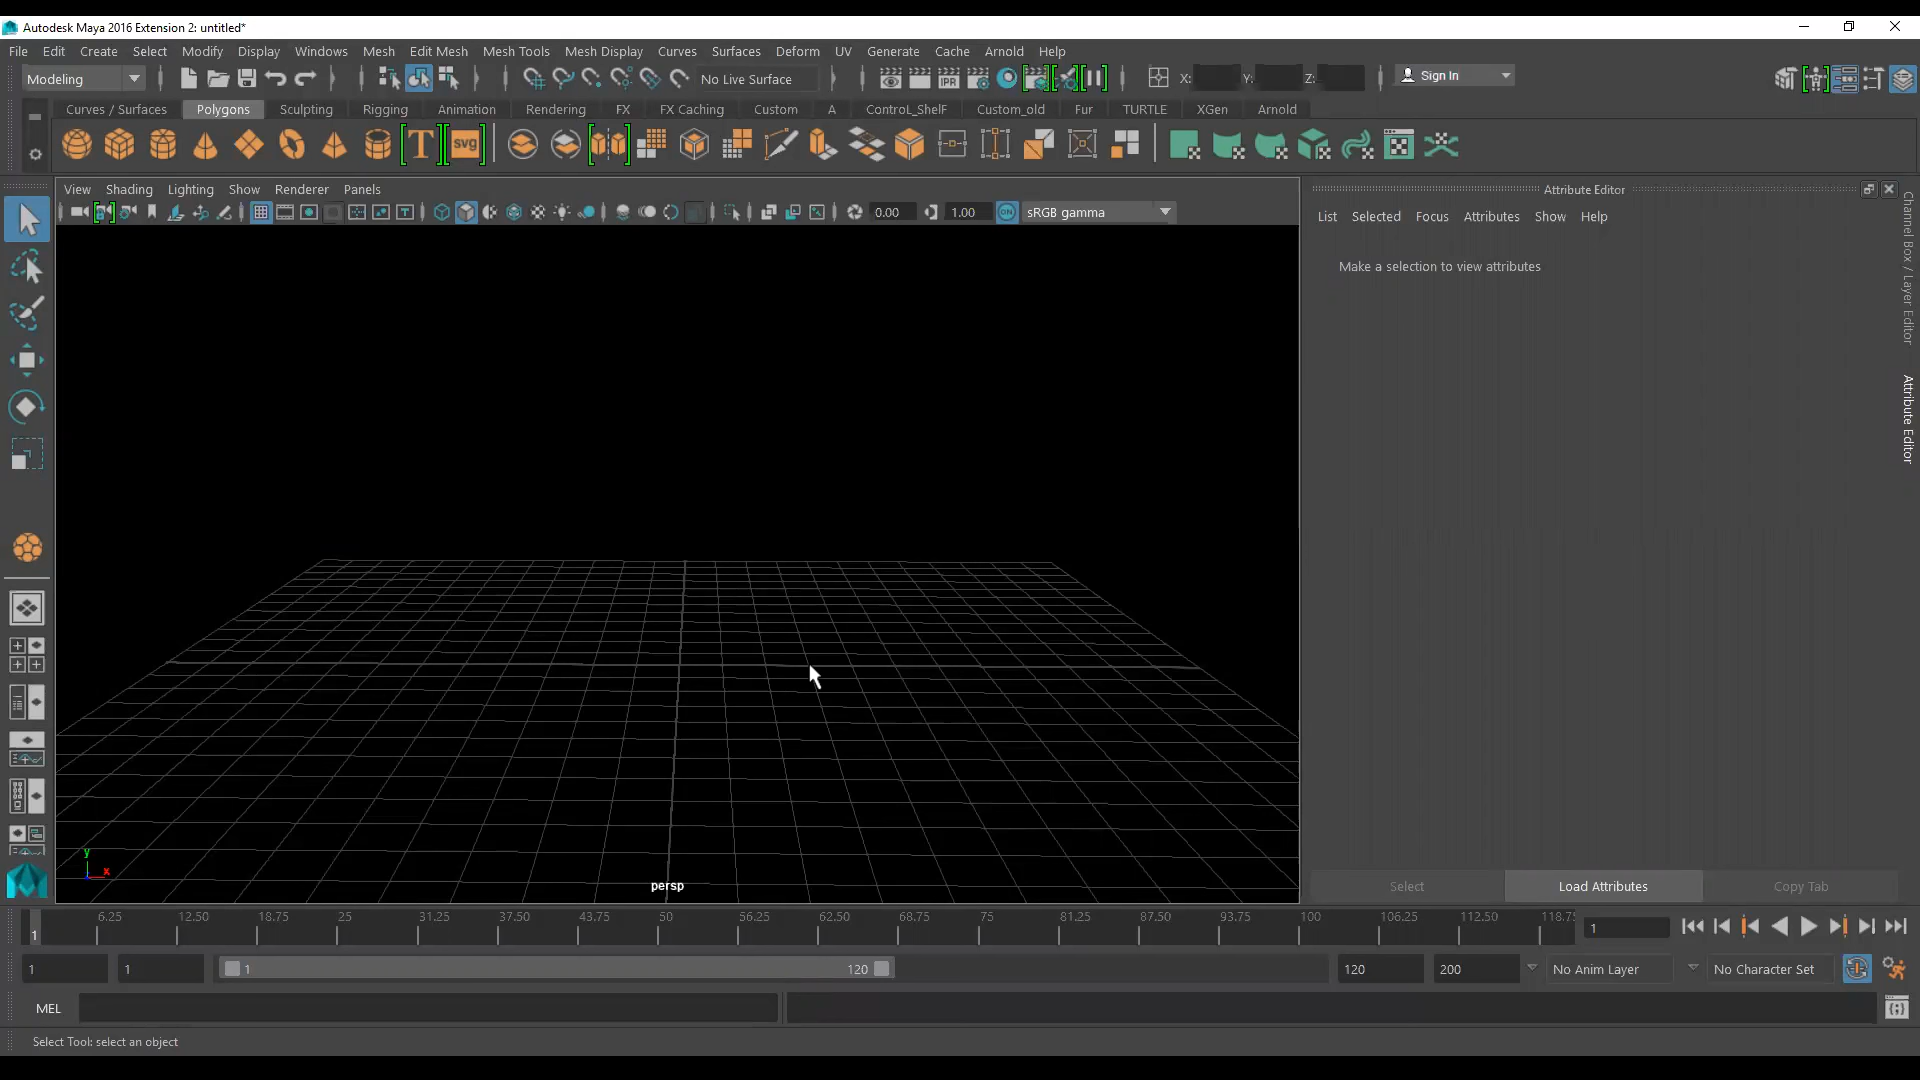 Autodesk Maya 2016 Extension 2: untitled*
File Edit Create Select Modify Display Windows Mesh Edit Mesh Mesh Tools Mesh Display Curves Surfaces Deform UV Generate Cache Arnold Help
Modeling No Live Surface IPR X: Y: Z: Sign In
Curves / Surfaces Polygons Sculpting Rigging Animation Rendering FX FX Caching Custom A ControL_ShelF Custom_old Fur TURTLE XGen Arnold
T svg
View Shading Lighting Show Renderer Panels
0.00 1.00 ON sRGB gamma
Attribute Editor
List Selected Focus Attributes Show Help
Make a selection to view attributes
Channel Box / Layer Editor
Attribute Editor
y
x
persp
Select Load Attributes Copy Tab
6.25 12.50 18.75 25 31.25 37.50 43.75 50 56.25 62.50 68.75 75 81.25 87.50 93.75 100 106.25 112.50 118.75
1 1
1 1 1 120 120 200 No Anim Layer No Character Set
MEL
Select Tool: select an object